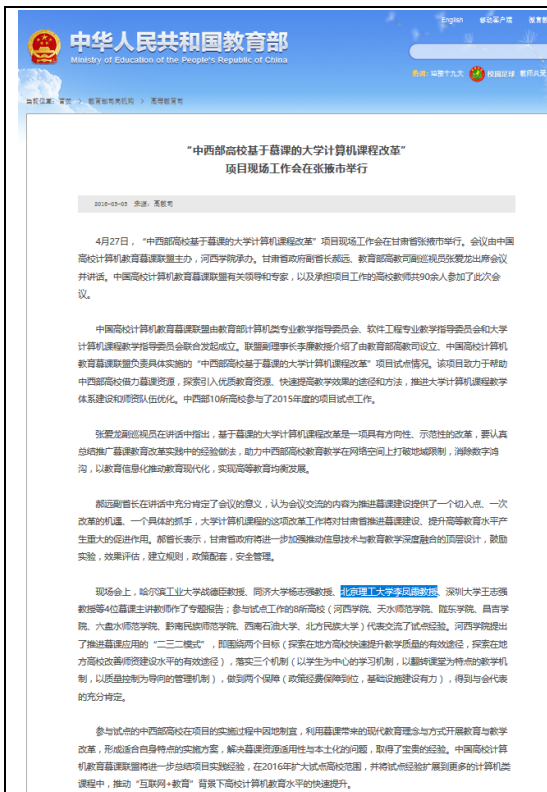 English 移动客户端 微言教
中华人民共和国教育部
Ministry of Education of the People's Republic of China
热词: 喜迎十九大 校园足球 教师风采
当前位置: 首页 > 教育部司局机构 > 高等教育司
“中西部高校基于慕课的大学计算机课程改革”
项目现场工作会在张掖市举行
2016-05-05 来源: 高教司
4月27日，“中西部高校基于慕课的大学计算机课程改革”项目现场工作会在甘肃省张掖市举行。会议由中国
高校计算机教育慕课联盟主办，河西学院承办。甘肃省政府副省长郝远、教育部高教司副巡视员张爱龙出席会议
并讲话。中国高校计算机教育慕课联盟有关领导和专家，以及承担项目工作的高校教师共90余人参加了此次会
议。
中国高校计算机教育慕课联盟由教育部计算机类专业教学指导委员会、软件工程专业教学指导委员会和大学
计算机课程教学指导委员会联合发起成立。联盟副理事长李廉教授介绍了由教育部高教司设立、中国高校计算机
教育慕课联盟负责具体实施的“中西部高校基于慕课的大学计算机课程改革”项目试点情况。该项目致力于帮助
中西部高校借力慕课资源，探索引入优质教育资源、快速提高教学效果的途径和方法，推进大学计算机课程教学
体系建设和师资队伍优化。中西部10所高校参与了2015年度的项目试点工作。
张爱龙副巡视员在讲话中指出，基于慕课的大学计算机课程改革是一项具有方向性、示范性的改革，要认真
总结推广慕课教育改革实践中的经验做法，助力中西部高校教育教学在网络空间上打破地域限制，消除数字鸿
沟，以教育信息化推动教育现代化，实现高等教育均衡发展。
郝远副省长在讲话中充分肯定了会议的意义，认为会议交流的内容为推进慕课建设提供了一个切入点、一次
改革的机遇、一个具体的抓手，大学计算机课程的这项改革工作将对甘肃省推进慕课建设、提升高等教育水平产
生重大的促进作用。郝省长表示，甘肃省政府将进一步加强推动信息技术与教育教学深度融合的顶层设计，鼓励
实验，效果评估，建立规则，政策配套，安全管理。
现场会上，哈尔滨工业大学战德臣教授、同济大学杨志强教授、北京理工大学李凤霞教授、深圳大学王志强
教授等4位慕课主讲教师作了专题报告；参与试点工作的8所高校（河西学院、天水师范学院、陇东学院、昌吉学
院、六盘水师范学院、黔南民族师范学院、西南石油大学、北方民族大学）代表交流了试点经验。河西学院提出
了推进慕课应用的“二三二模式”，即围绕两个目标（探索在地方高校快速提升教学质量的有效途径，探索在地
方高校改善师资建设水平的有效途径），落实三个机制（以学生为中心的学习机制，以翻转课堂为特点的教学机
制，以质量控制为导向的管理机制），做到两个保障（政策经费保障到位，基础设施建设有力），得到与会代表
的充分肯定。
参与试点的中西部高校在项目的实施过程中因地制宜，利用慕课带来的现代教育理念与方式开展教育与教学
改革，形成适合自身特点的实施方案，解决慕课资源适用性与本土化的问题，取得了宝贵的经验。中国高校计算
机教育慕课联盟将进一步总结项目实践经验，在2016年扩大试点高校范围，并将试点经验扩展到更多的计算机类
课程中，推动“互联网+教育”背景下高校计算机教育水平的快速提升。